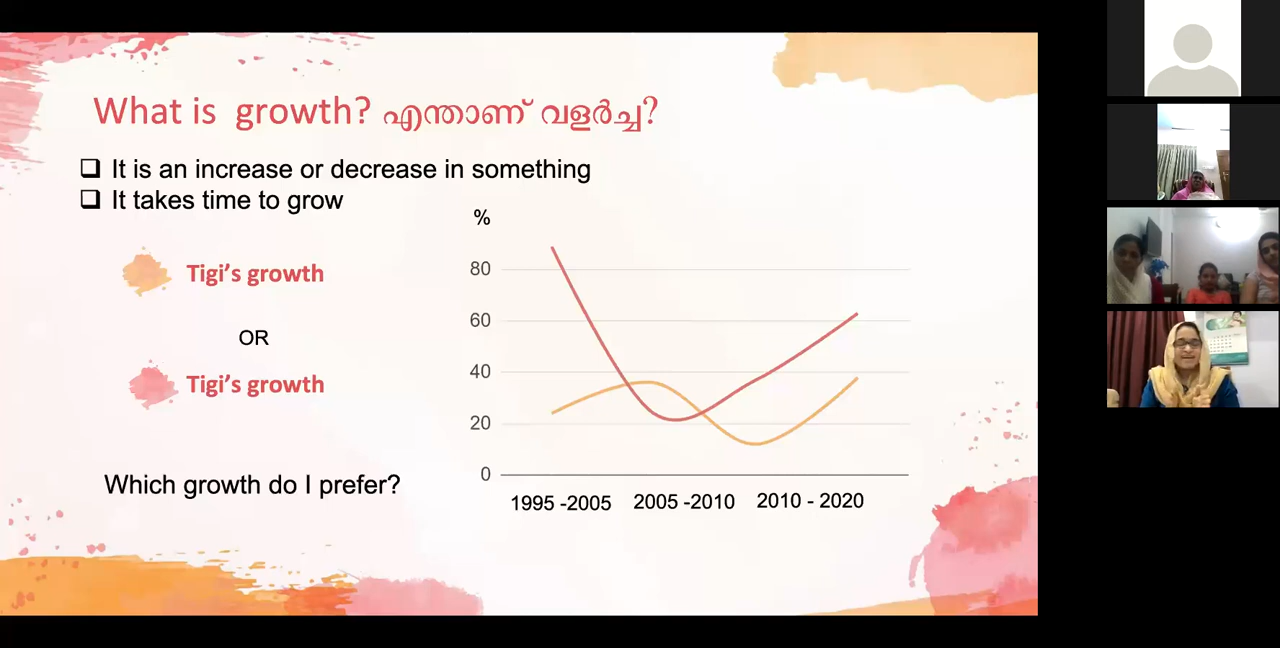 What is growth? എന്താണ് വളർച്ച?
It is an increase or decrease in something
It takes time to grow
Tigi's growth
OR
Tigi's growth
Which growth do I prefer?
%
80
60
40
20
0
1995 -2005 2005 -2010 2010 - 2020